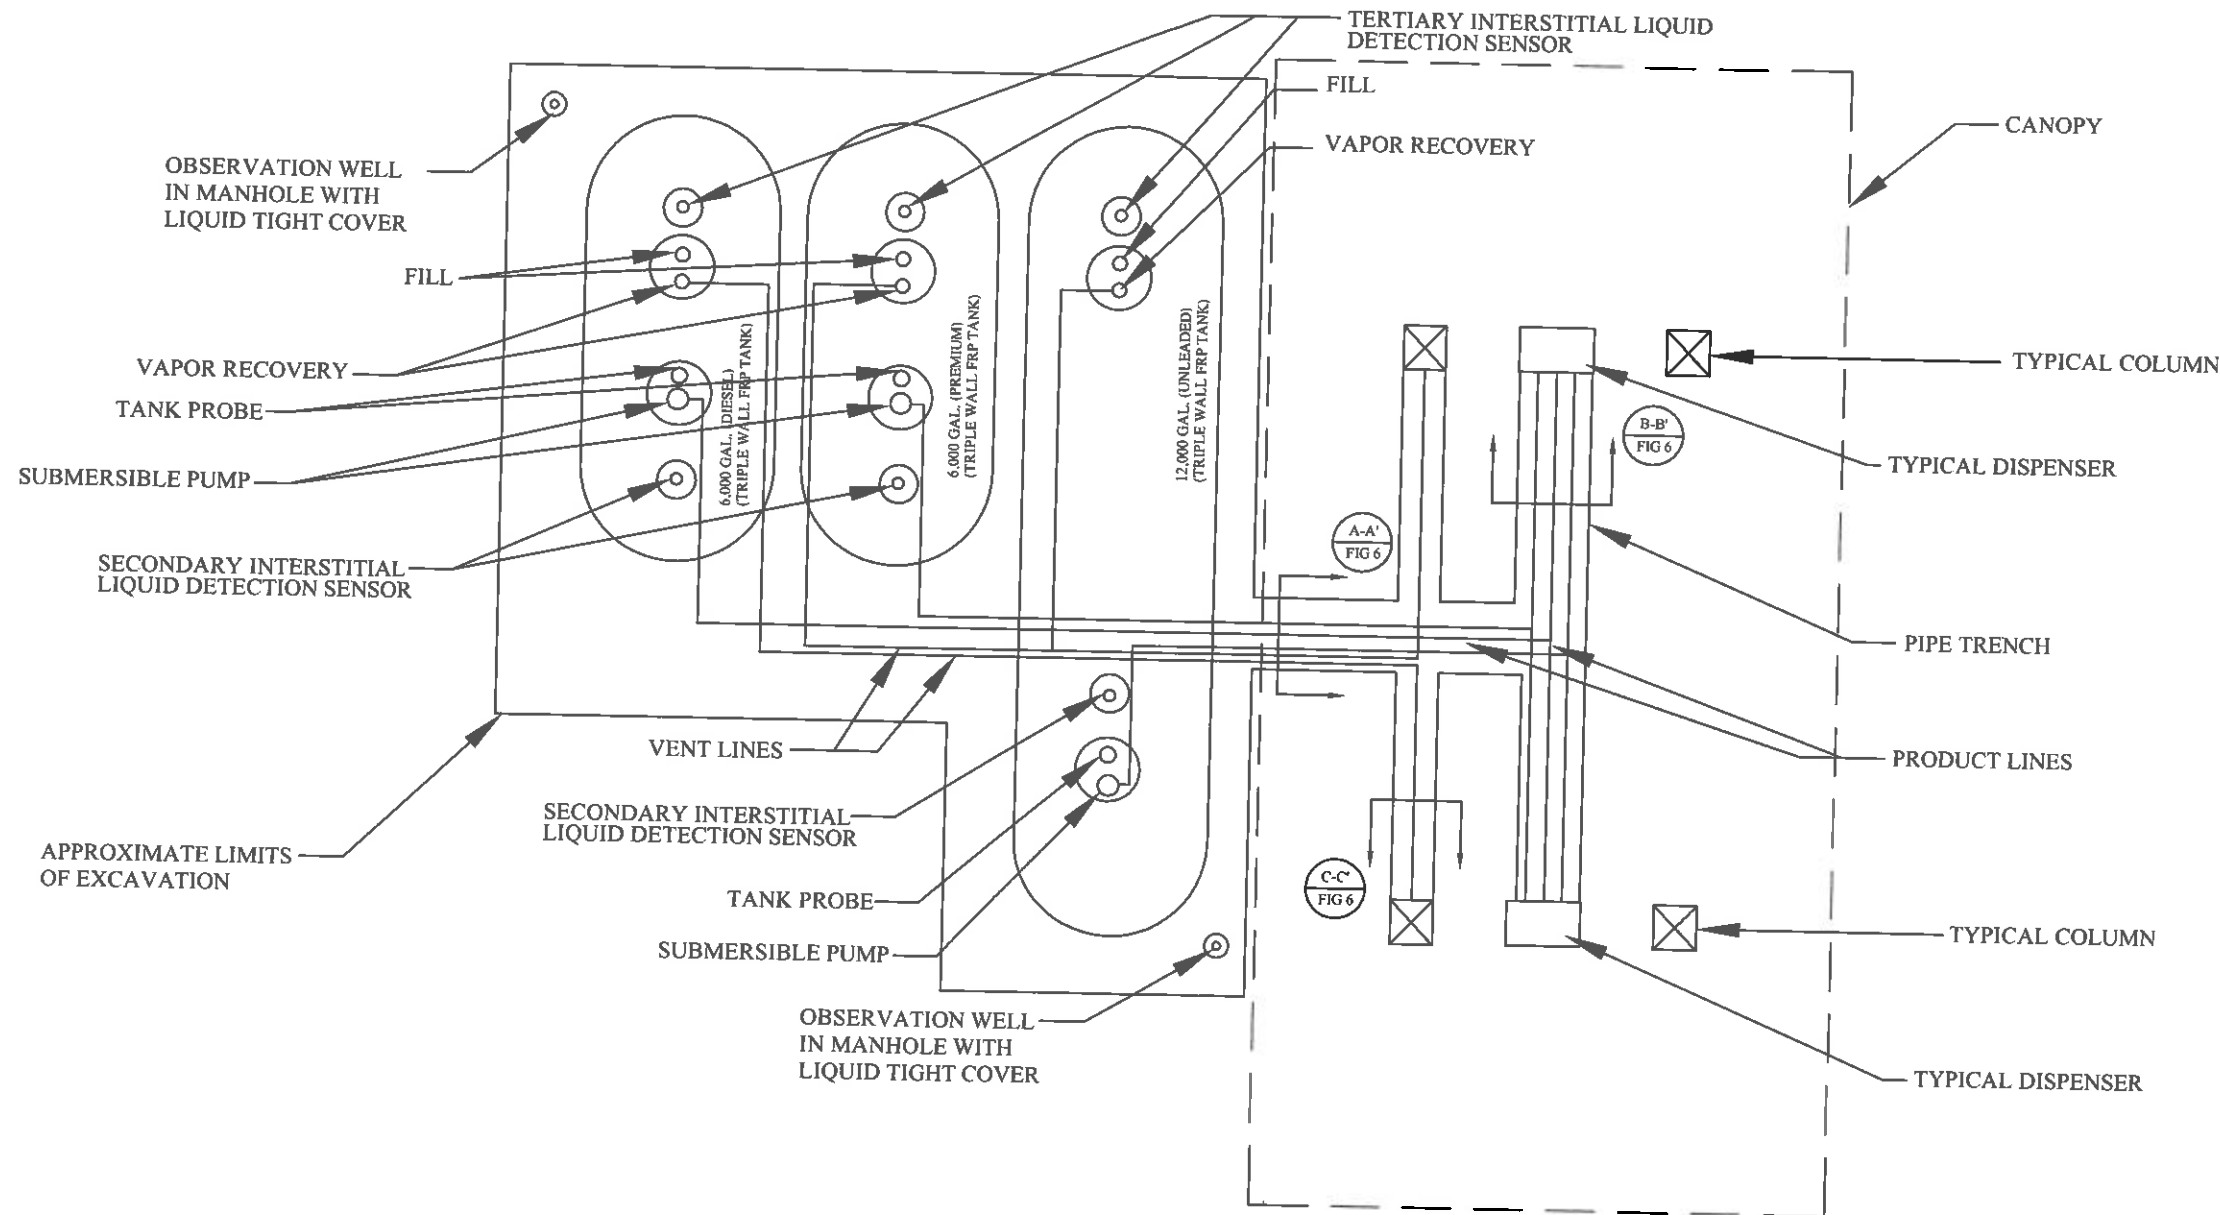 TERTIARY INTERSTITIAL LIQUID
DETECTION SENSOR
FILL
CANOPY
VAPOR RECOVERY
OBSERVATION WELL
IN MANHOLE WITH
LIQUID TIGHT COVER
FILL
VAPOR RECOVERY
TANK PROBE
SUBMERSIBLE PUMP
SECONDARY INTERSTITIAL
LIQUID DETECTION SENSOR
6,000 GAL. (DIESEL)
(TRIPLE WALL FRP TANK)
6,000 GAL. (PREMIUM)
(TRIPLE WALL FRP TANK)
12,000 GAL. (UNLEADED)
(TRIPLE WALL FRP TANK)
TYPICAL COLUMN
B-B'
FIG 6
TYPICAL DISPENSER
A-A'
FIG 6
PIPE TRENCH
VENT LINES
PRODUCT LINES
SECONDARY INTERSTITIAL
LIQUID DETECTION SENSOR
APPROXIMATE LIMITS
OF EXCAVATION
C-C'
FIG 6
TANK PROBE
SUBMERSIBLE PUMP
TYPICAL COLUMN
OBSERVATION WELL
IN MANHOLE WITH
LIQUID TIGHT COVER
TYPICAL DISPENSER